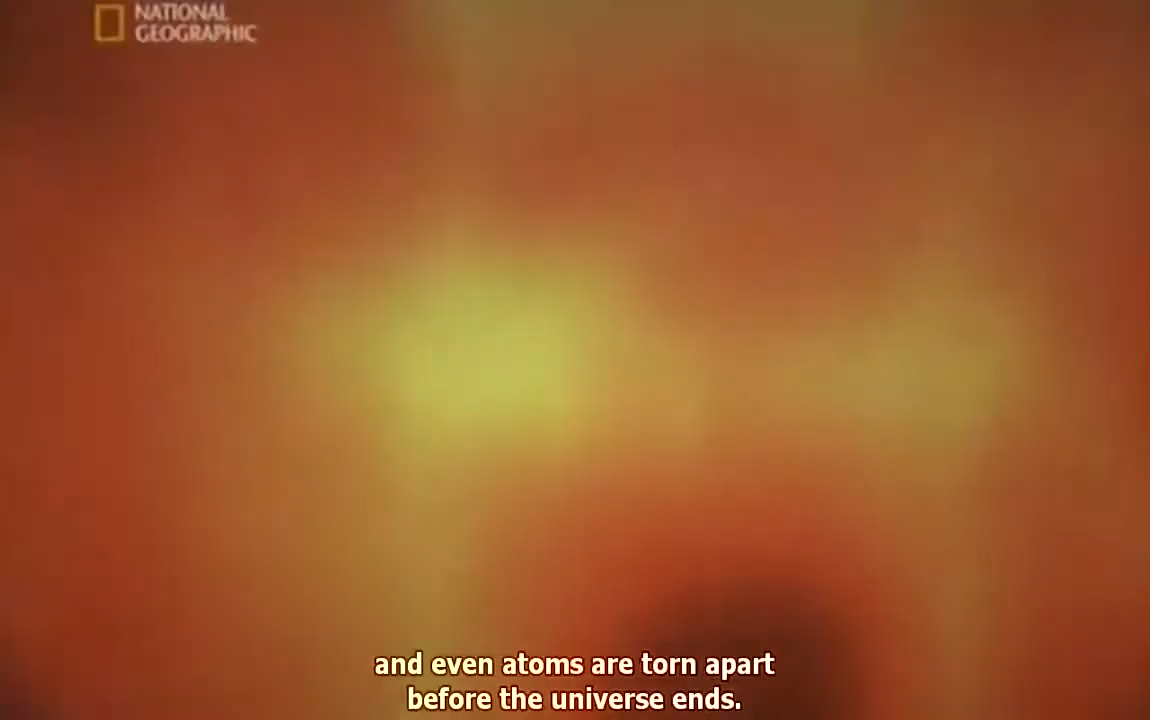 NATIONAL
GEOGRAPHIC
and even atoms are torn apart
before the universe ends.